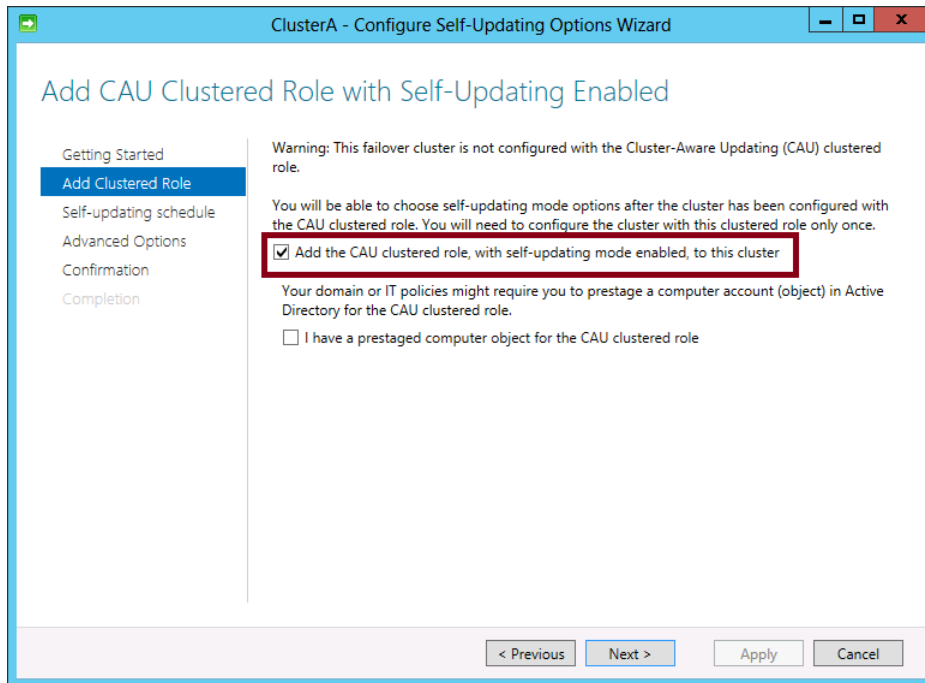 ClusterA - Configure Self-Updating Options Wizard
Add CAU Clustered Role with Self-Updating Enabled
Getting Started
Add Clustered Role
Self-updating schedule
Advanced Options
Confirmation
Completion
Warning: This failover cluster is not configured with the Cluster-Aware Updating (CAU) clustered
role.
You will be able to choose self-updating mode options after the cluster has been configured with
the CAU clustered role. You will need to configure the cluster with this clustered role only once.
Add the CAU clustered role, with self-updating mode enabled, to this cluster
Your domain or IT policies might require you to prestage a computer account (object) in Active
Directory for the CAU clustered role.
I have a prestaged computer object for the CAU clustered role
< Previous
Next >
Apply
Cancel